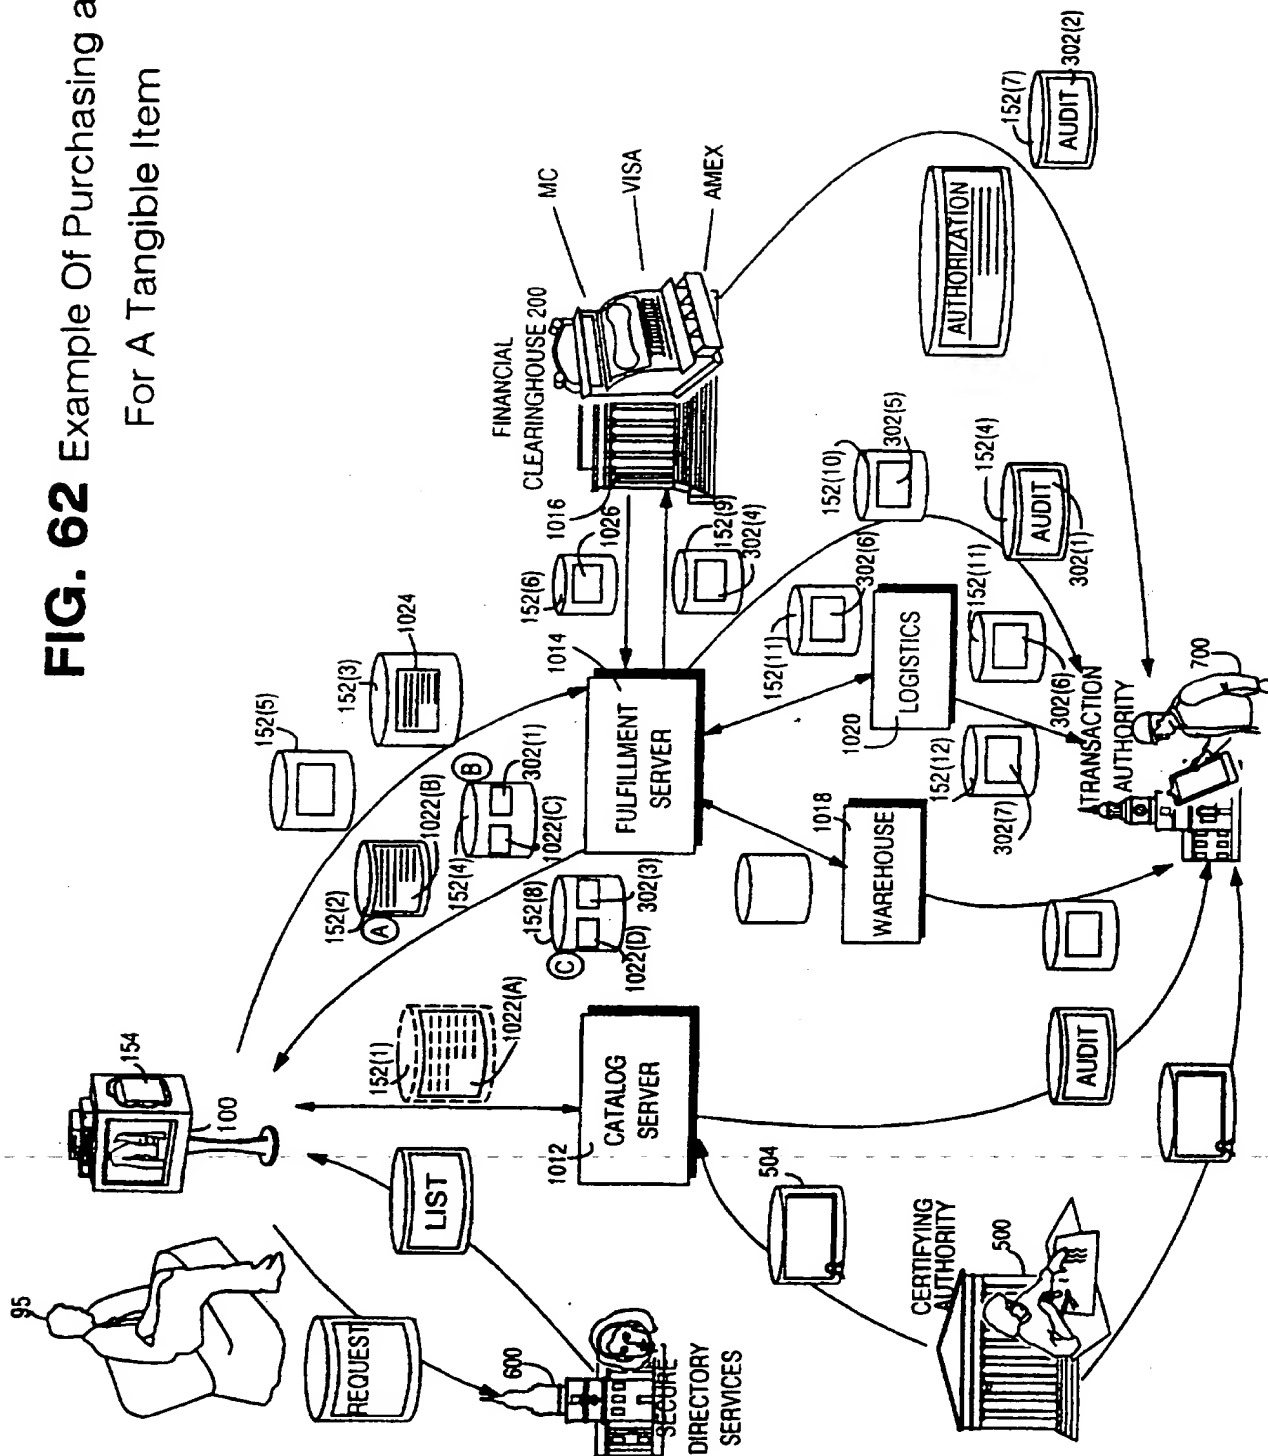 FIG. 62 Example Of Purchasing a
For A Tangible Item
95
REQUEST
600
SECURE
DIRECTORY
SERVICES
LIST
154
100
152(1)
1022(A)
1012
CATALOG
SERVER
504
CERTIFYING
AUTHORITY
500
152(5)
152(3)
1024
152(2)
A
1022(B)
152(4)
B
302(1)
1022(C)
152(8)
C
302(3)
1022(D)
1014
FULFILLMENT
SERVER
152(6)
1026
1016
FINANCIAL
CLEARINGHOUSE 200
MC
VISA
AMEX
152(9)
302(4)
152(10)
302(5)
152(11)
302(6)
1020
LOGISTICS
1018
WAREHOUSE
152(12)
302(7)
152(11)
302(6)
152(4)
AUDIT
302(1)
AUTHORIZATION
152(7)
AUDIT
302(2)
TRANSACTION
AUTHORITY
700
AUDIT